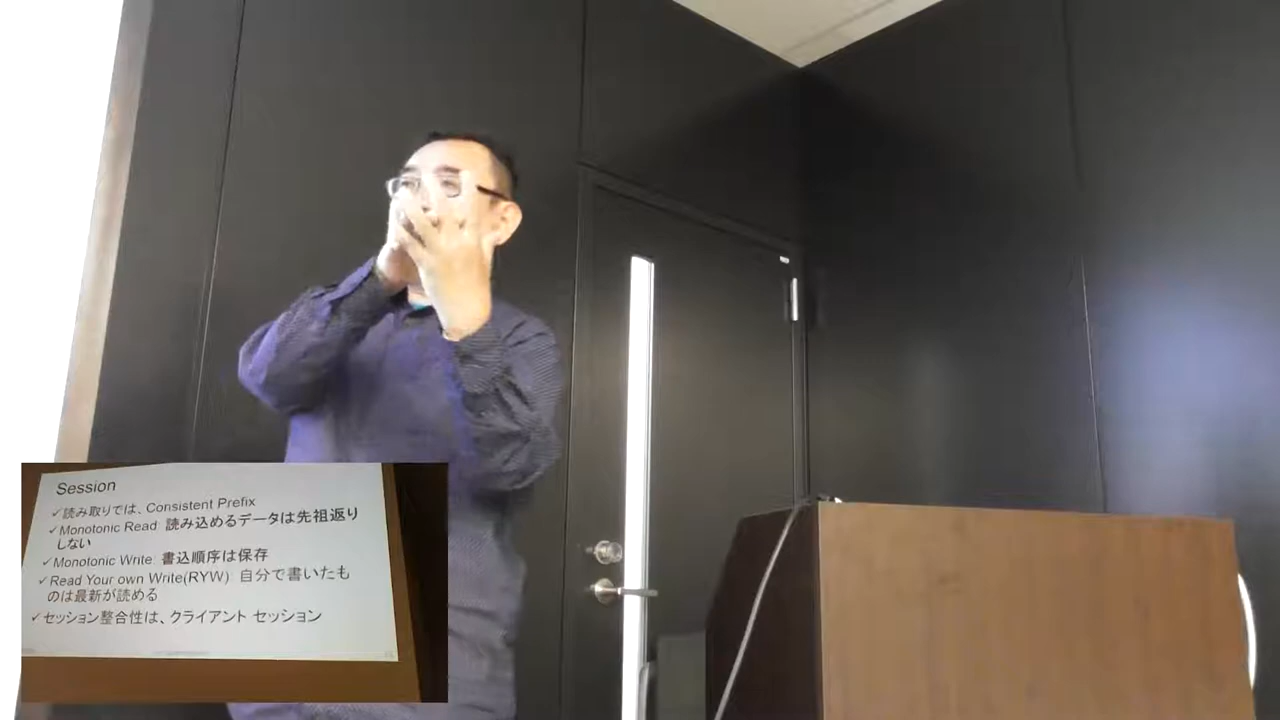 Session
✓読み取りでは、Consistent Prefix
✓Monotonic Read 読み込めるデータは先祖返り
しない
✓Monotonic Write 書込順序は保存
✓Read Your own Write(RYW) 自分で書いたも
のは最新が読める
✓セッション整合性は、クライアント セッション